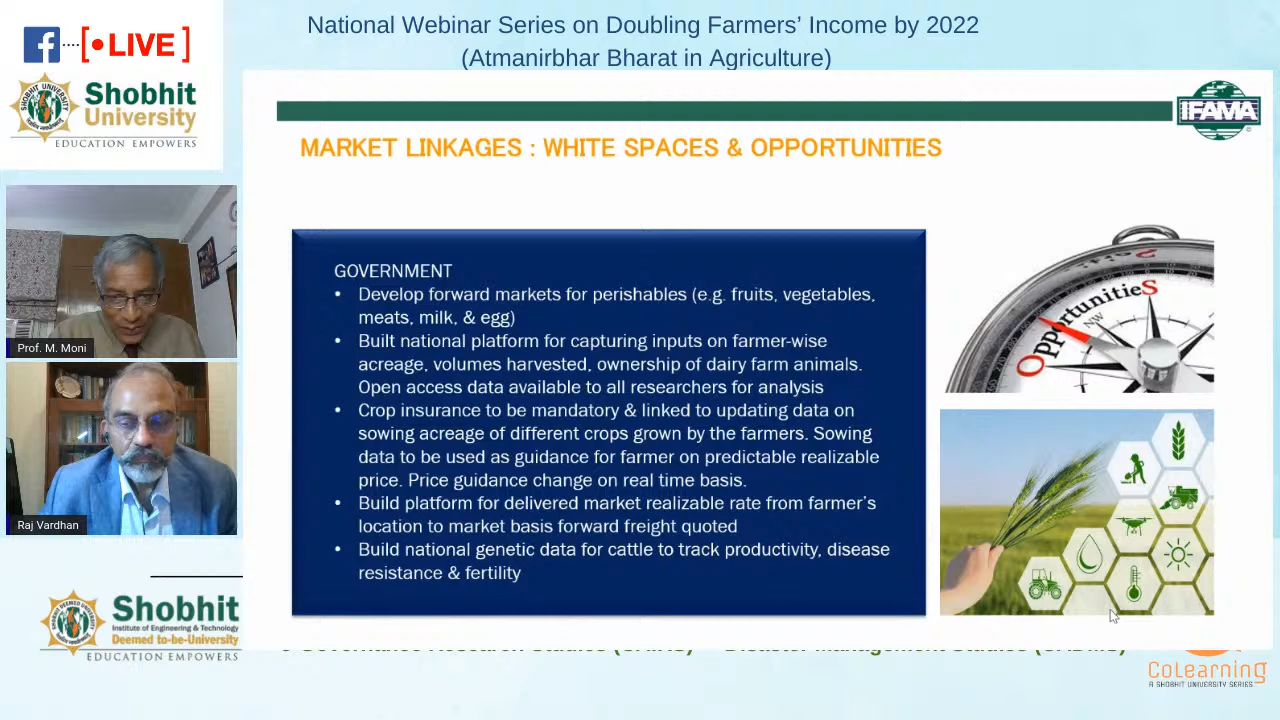 National Webinar Series on Doubling Farmers' Income by 2022
(Atmanirbhar Bharat in Agriculture)
LIVE
SHOBHIT UNIVERSITY
Shobhit
University
EDUCATION EMPOWERS
IFAMA
MARKET LINKAGES : WHITE SPACES & OPPORTUNITIES
GOVERNMENT
• Develop forward markets for perishables (e.g. fruits, vegetables,
meats, milk, & egg)
• Built national platform for capturing inputs on farmer-wise
acreage, volumes harvested, ownership of dairy farm animals.
Open access data available to all researchers for analysis
• Crop insurance to be mandatory & linked to updating data on
sowing acreage of different crops grown by the farmers. Sowing
data to be used as guidance for farmer on predictable realizable
price. Price guidance change on real time basis.
• Build platform for delivered market realizable rate from farmer's
location to market basis forward freight quoted
• Build national genetic data for cattle to track productivity, disease
resistance & fertility
OpportunitieS
NW
Prof. M. Moni
Raj Vardhan
Shobhit
Institute of Engineering & Technology
Deemed to-be-University
EDUCATION EMPOWERS
CoLearning
A SHOBHIT UNIVERSITY SERIES